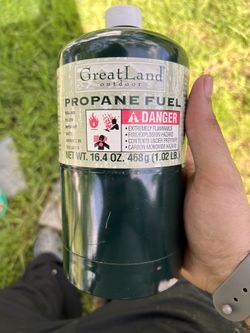 GreatLand
outdoor
PROPANE FUEL
DANGER
• EXTREMELY FLAMMABLE
• FIRE/EXPLOSION HAZARD
• CONTENTS UNDER PRESSURE
• CARBON MONOXIDE HAZARD
NET WT. 16.4 OZ. 468g (1.02 LB.)